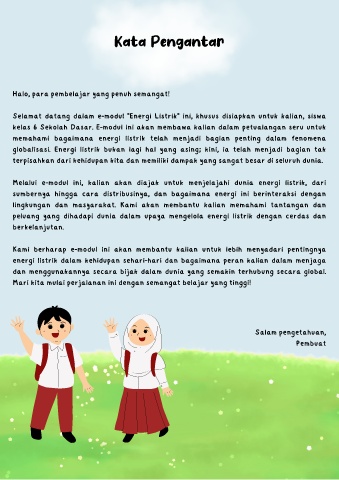 Kata Pengantar
Halo, para pembelajar yang penuh semangat!
Selamat datang dalam e-modul "Energi Listrik" ini, khusus disiapkan untuk kalian, siswa
kelas 6 Sekolah Dasar. E-modul ini akan membawa kalian dalam petualangan seru untuk
memahami bagaimana energi listrik telah menjadi bagian penting dalam fenomena
globalisasi. Energi listrik bukan lagi hal yang asing; kini, ia telah menjadi bagian tak
terpisahkan dari kehidupan kita dan memiliki dampak yang sangat besar di seluruh dunia.
Melalui e-modul ini, kalian akan diajak untuk menjelajahi dunia energi listrik, dari
sumbernya hingga cara distribusinya, dan bagaimana energi ini berinteraksi dengan
lingkungan dan masyarakat. Kami akan membantu kalian memahami tantangan dan
peluang yang dihadapi dunia dalam upaya mengelola energi listrik dengan cerdas dan
berkelanjutan.
Kami berharap e-modul ini akan membantu kalian untuk lebih menyadari pentingnya
energi listrik dalam kehidupan sehari-hari dan bagaimana peran kalian dalam menjaga
dan menggunakannya secara bijak dalam dunia yang semakin terhubung secara global.
Mari kita mulai perjalanan ini dengan semangat belajar yang tinggi!
Salam pengetahuan,
Pembuat